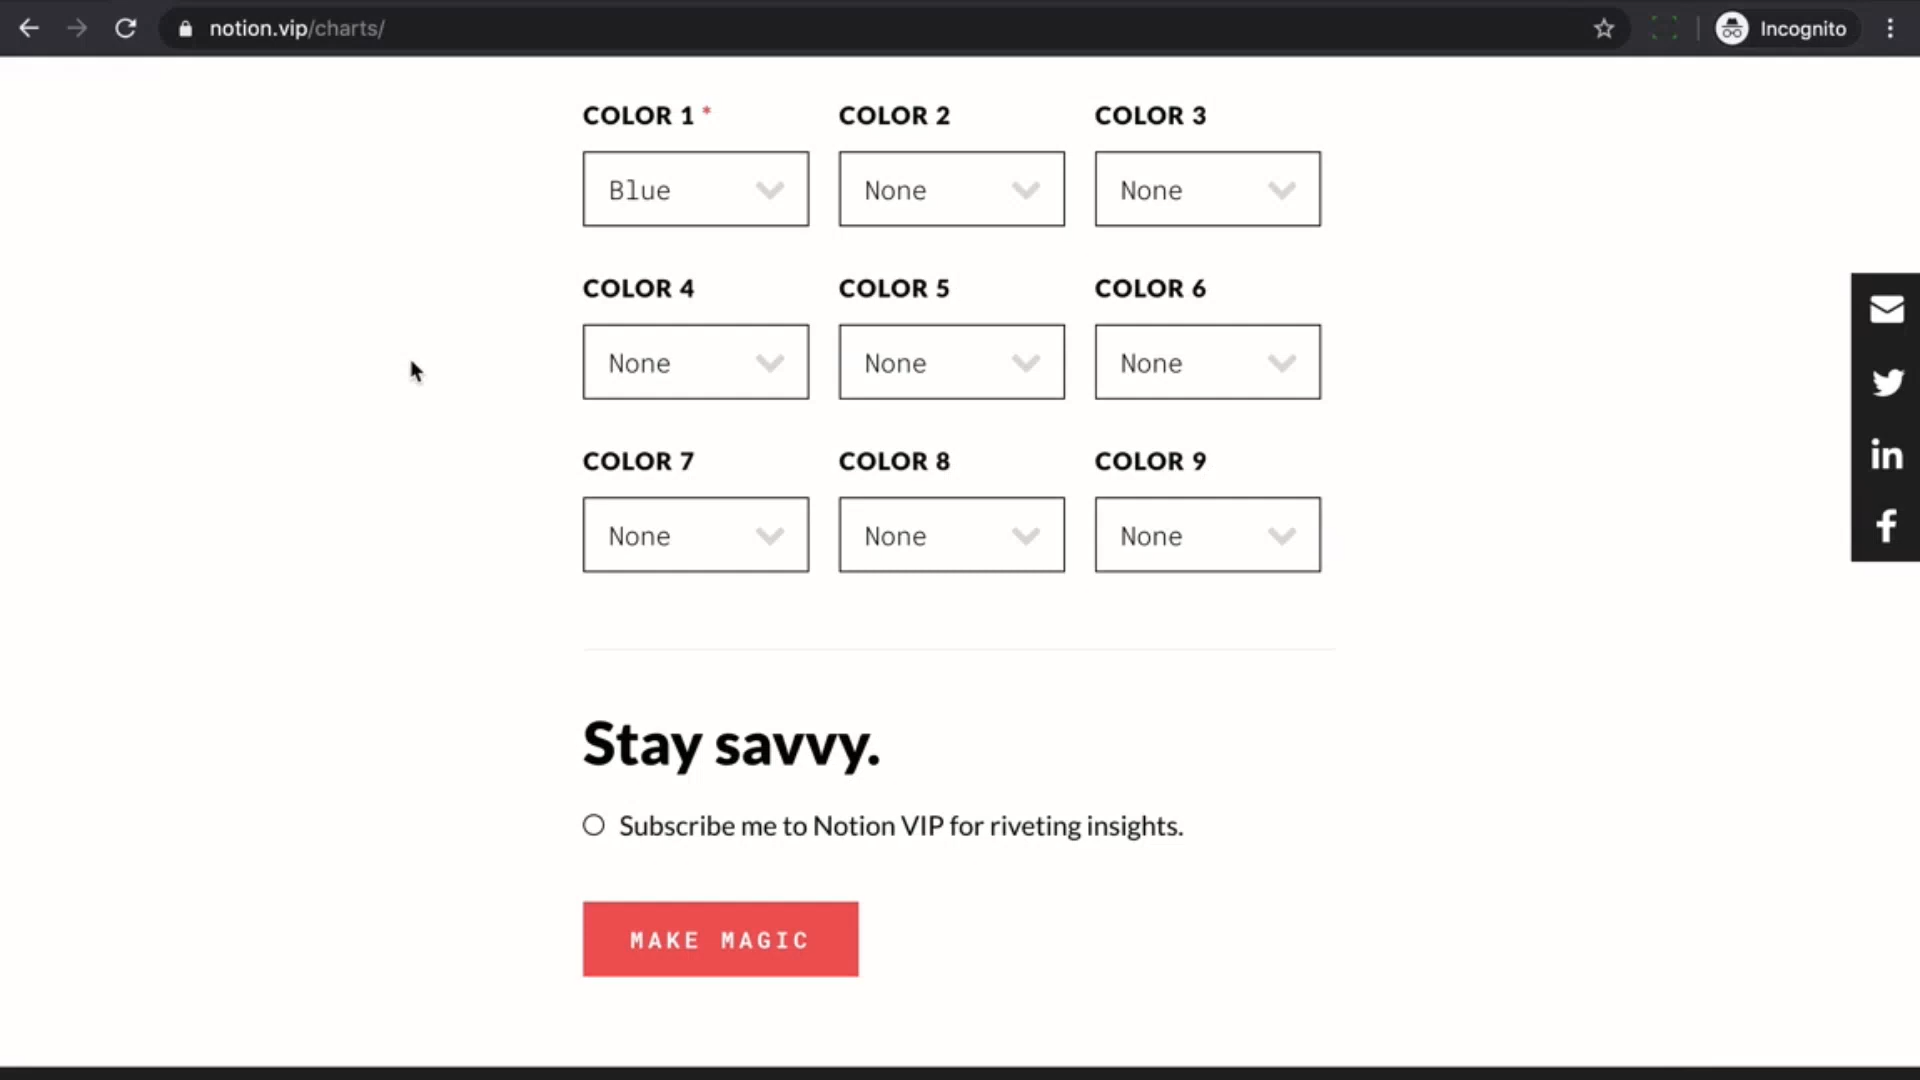 notion.vip/charts/
Incognito
COLOR 1 * COLOR 2 COLOR 3
Blue None None
COLOR 4 COLOR 5 COLOR 6
None None None
COLOR 7 COLOR 8 COLOR 9
None None None
Stay savvy.
Subscribe me to Notion VIP for riveting insights.
MAKE MAGIC